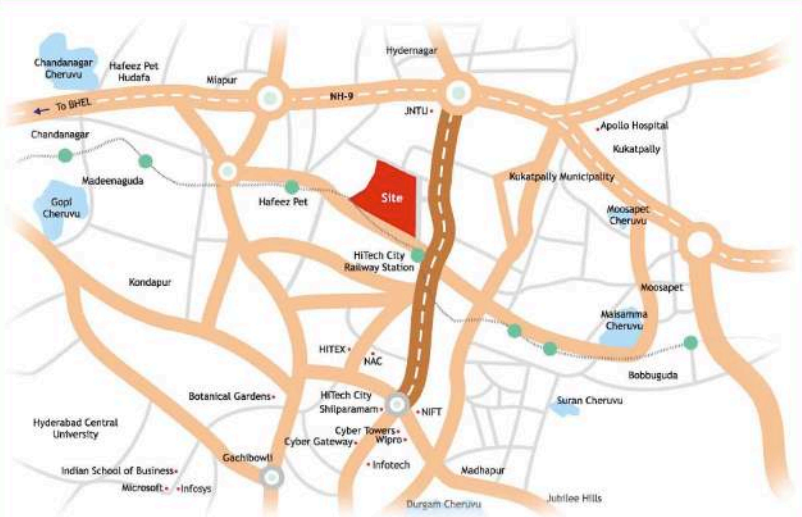 Hydernagar
Chandanagar
Cheruvu
Hafeez Pet
Hudafa
Miapur
NH-9
To BHEL
JNTU
Apollo Hospital
Kukatpally
Chandanagar
Madeenaguda
Kukatpally Municipality
Site
Hafeez Pet
Gopi
Cheruvu
Moosapet
Cheruvu
HiTech City
Railway Station
Kondapur
Moosapet
Maisamma
Cheruvu
HITEX
NAC
Bobbuguda
Botanical Gardens
HiTech City
Shilparamam
NIFT
Suran Cheruvu
Hyderabad Central
University
Cyber Towers
Cyber Gateway
Wipro
Gachibowli
Infotech
Indian School of Business
Madhapur
Microsoft
Infosys
Durgam Cheruvu
Jubilee Hills